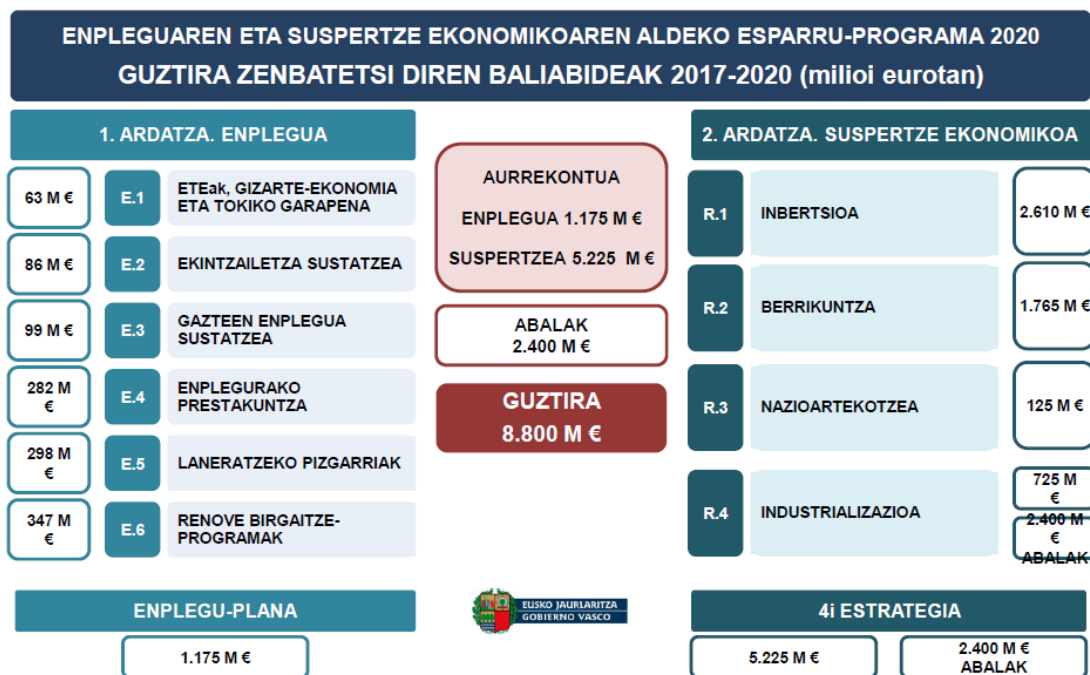 ENPLEGUAREN ETA SUSPERTZE EKONOMIKOAREN ALDEKO ESPARRU-PROGRAMA 2020
GUZTIRA ZENBATETSI DIREN BALIABIDEAK 2017-2020 (milioi eurotan)
1. ARDATZA. ENPLEGUA
63 M €
E.1
ETEak, GIZARTE-EKONOMIA
ETA TOKIKO GARAPENA
86 M €
E.2
EKINTZAILETZA SUSTATZEA
99 M €
E.3
GAZTEEN ENPLEGUA
SUSTATZEA
282 M
€
E.4
ENPLEGURAKO
PRESTAKUNTZA
298 M
€
E.5
LANERATZEKO PIZGARRIAK
347 M
€
E.6
RENOVE BIRGAITZE-
PROGRAMAK
ENPLEGU-PLANA
1.175 M €
AURREKONTUA
ENPLEGUA 1.175 M €
SUSPERTZEA 5.225 M €
ABALAK
2.400 M €
GUZTIRA
8.800 M €
EUSKO JAURLARITZA
GOBIERNO VASCO
2. ARDATZA. SUSPERTZE EKONOMIKOA
R.1
INBERTSIOA
2.610 M €
R.2
BERRIKUNTZA
1.765 M €
R.3
NAZIOARTEKOTZEA
125 M €
R.4
INDUSTRIALIZAZIOA
725 M
€
2.400 M
€
ABALAK
4i ESTRATEGIA
5.225 M €
2.400 M €
ABALAK